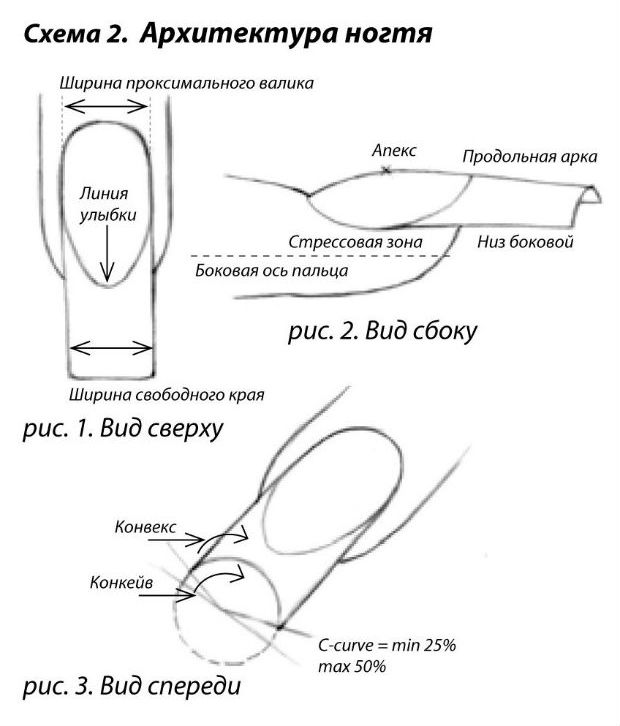 Схема 2. Архитектура ногтя
Ширина проксимального валика
Линия
улыбки
Ширина свободного края
рис. 1. Вид сверху
Апекс
Продольная арка
Стрессовая зона
Низ боковой
Боковая ось пальца
рис. 2. Вид сбоку
Конвекс
Конкейв
C-curve = min 25%
max 50%
рис. 3. Вид спереди